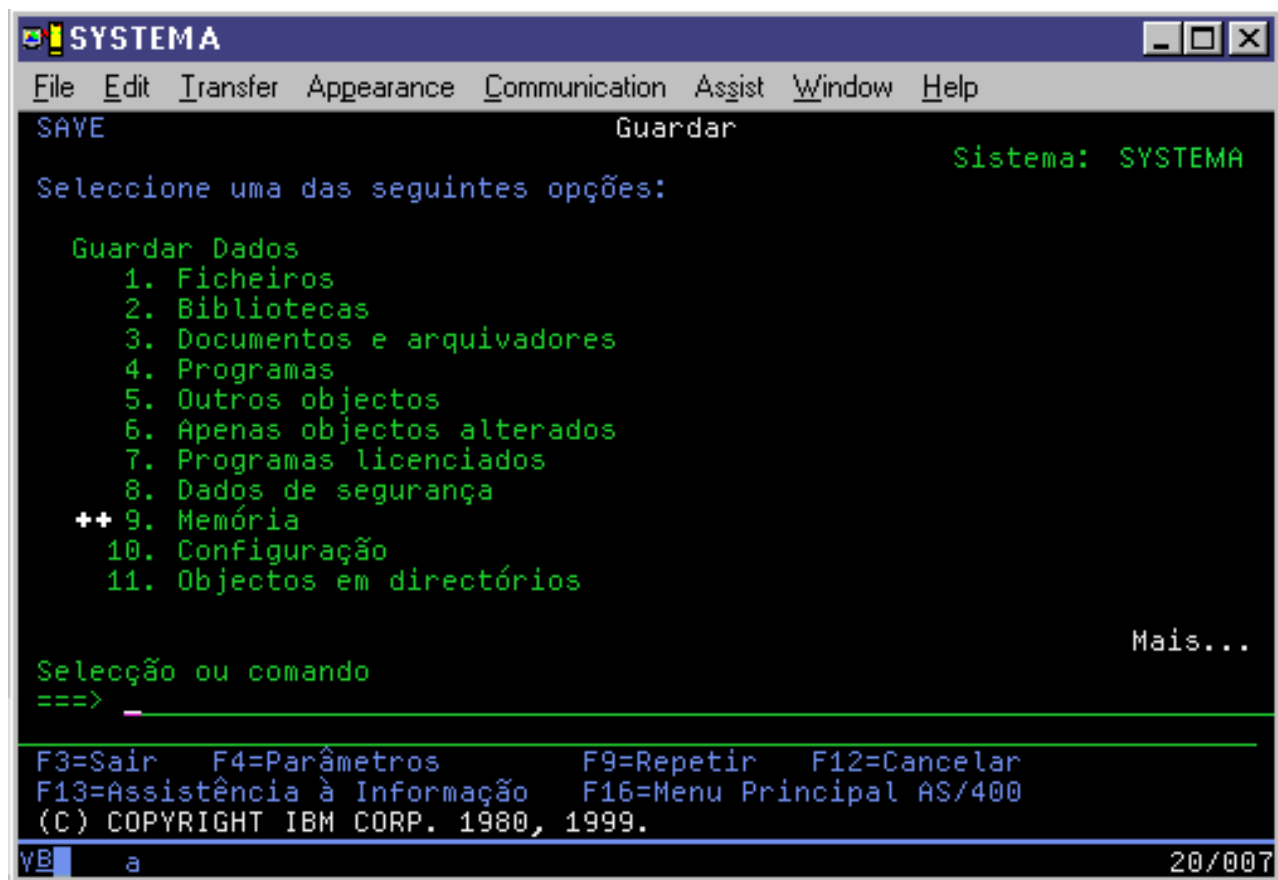 SYSTEMA
File Edit Transfer Appearance Communication Assist Window Help
SAVE Guardar
Sistema: SYSTEMA
Seleccione uma das seguintes opções:
Guardar Dados
1. Ficheiros
2. Bibliotecas
3. Documentos e arquivadores
4. Programas
5. Outros objectos
6. Apenas objectos alterados
7. Programas licenciados
8. Dados de segurança
++ 9. Memória
10. Configuração
11. Objectos em directórios
Mais...
Selecção ou comando
===> _
F3=Sair F4=Parâmetros F9=Repetir F12=Cancelar
F13=Assistência à Informação F16=Menu Principal AS/400
(C) COPYRIGHT IBM CORP. 1980, 1999.
a 20/007